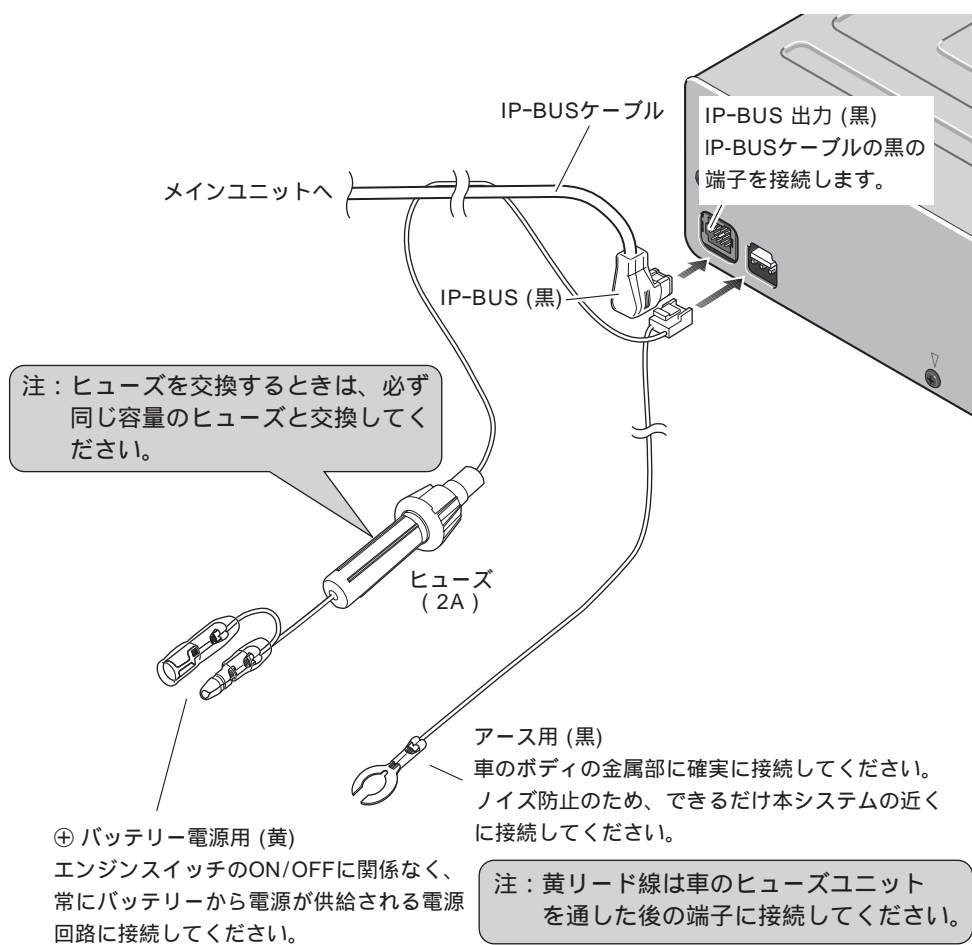 IP-BUSケーブル
IP-BUS 出力 (黒)
IP-BUSケーブルの黒の
端子を接続します。
メインユニットへ
IP-BUS (黒)
注：ヒューズを交換するときは、必ず
同じ容量のヒューズと交換してく
ださい。
ヒューズ
( 2A )
アース用 (黒)
車のボディの金属部に確実に接続してください。
ノイズ防止のため、できるだけ本システムの近く
に接続してください。
⊕ バッテリー電源用 (黄)
エンジンスイッチのON/OFFに関係なく、
常にバッテリーから電源が供給される電源
回路に接続してください。
注：黄リード線は車のヒューズユニット
を通した後の端子に接続してください。